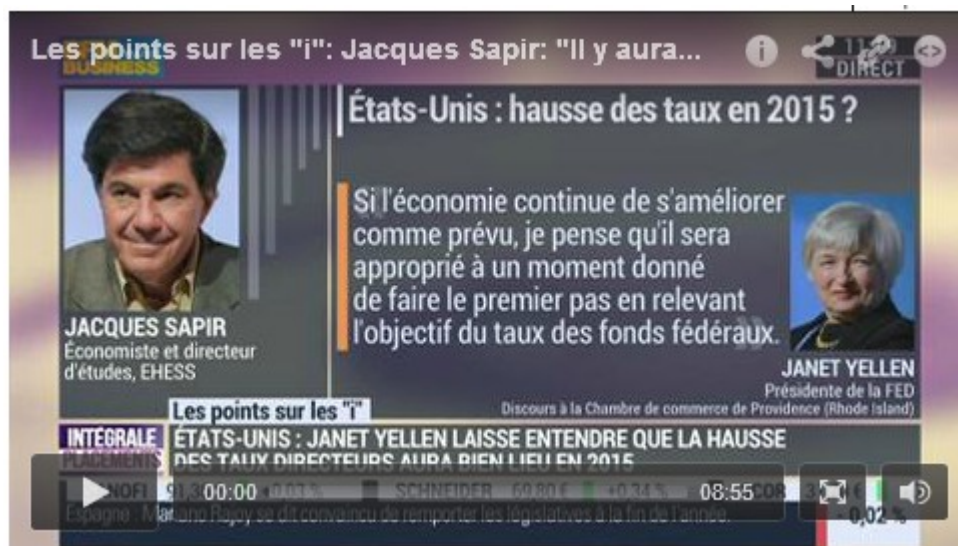 Les points sur les "i": Jacques Sapir: "Il y aura...
BUSINESS
DIRECT
États-Unis : hausse des taux en 2015 ?
Si l'économie continue de s'améliorer
comme prévu, je pense qu'il sera
approprié à un moment donné
de faire le premier pas en relevant
l'objectif du taux des fonds fédéraux.
JACQUES SAPIR
Économiste et directeur
d'études, EHESS
JANET YELLEN
Présidente de la FED
Discours à la Chambre de commerce de Providence (Rhode Island)
Les points sur les "i"
INTÉGRALE
PLACEMENTS
ÉTATS-UNIS : JANET YELLEN LAISSE ENTENDRE QUE LA HAUSSE
DES TAUX DIRECTEURS AURA BIEN LIEU EN 2015
00:00
08:55
SCHNEIDER 69,80 € +0,34 %
Espagne : Mariano Rajoy se dit convaincu de remporter les législatives à la fin de l'année.
- 0,02 %